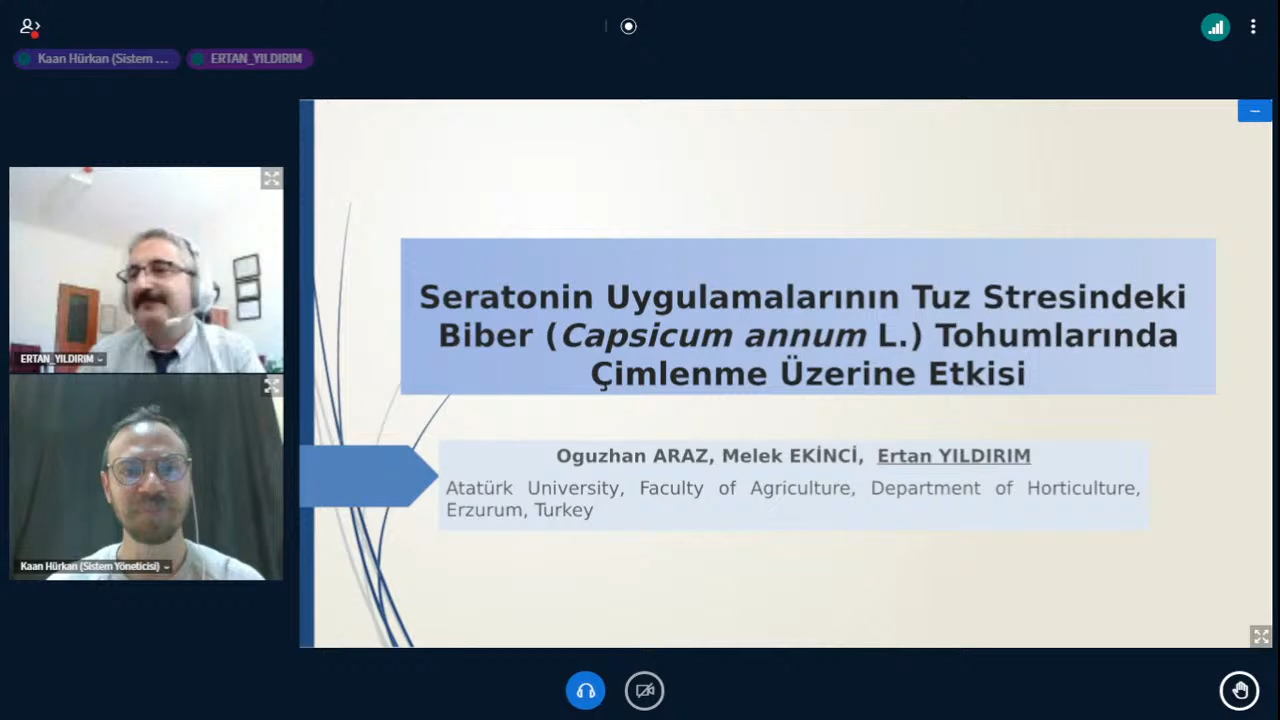 Kaan Hürkan (Sistem ...
ERTAN_YILDIRIM
Seratonin Uygulamalarının Tuz Stresindeki
Biber (Capsicum annum L.) Tohumlarında
Çimlenme Üzerine Etkisi
Oguzhan ARAZ, Melek EKİNCİ, Ertan YILDIRIM
Atatürk University, Faculty of Agriculture, Department of Horticulture,
Erzurum, Turkey
ERTAN_YILDIRIM
Kaan Hürkan (Sistem Yöneticisi)